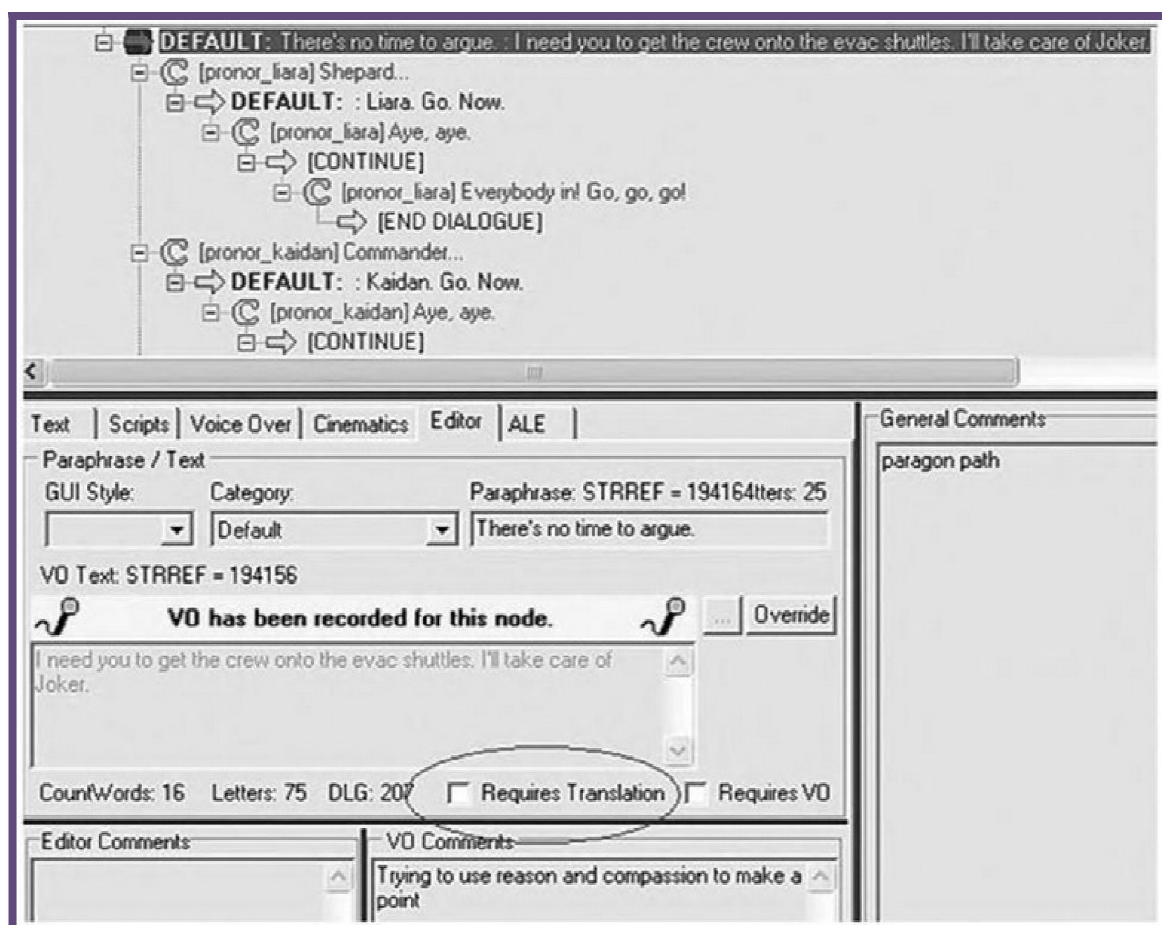 DEFAULT: There's no time to argue. : I need you to get the crew onto the evac shuttles. I'll take care of Joker.
[pronor_liara] Shepard...
DEFAULT: : Liara. Go. Now.
[pronor_liara] Aye, aye.
[CONTINUE]
[pronor_liara] Everybody in! Go, go, go!
[END DIALOGUE]
[pronor_kaidan] Commander...
DEFAULT: : Kaidan. Go. Now.
[pronor_kaidan] Aye, aye.
[CONTINUE]
Text Scripts Voice Over Cinematics Editor ALE
Paraphrase / Text
GUI Style: Category: Paraphrase: STRREF = 194164tters: 25
Default There's no time to argue.
VO Text: STRREF = 194156
VO has been recorded for this node. ... Override
I need you to get the crew onto the evac shuttles. I'll take care of
Joker.
CountWords: 16 Letters: 75 DLG: 207 Requires Translation Requires VO
General Comments
paragon path
Editor Comments
VO Comments
Trying to use reason and compassion to make a
point